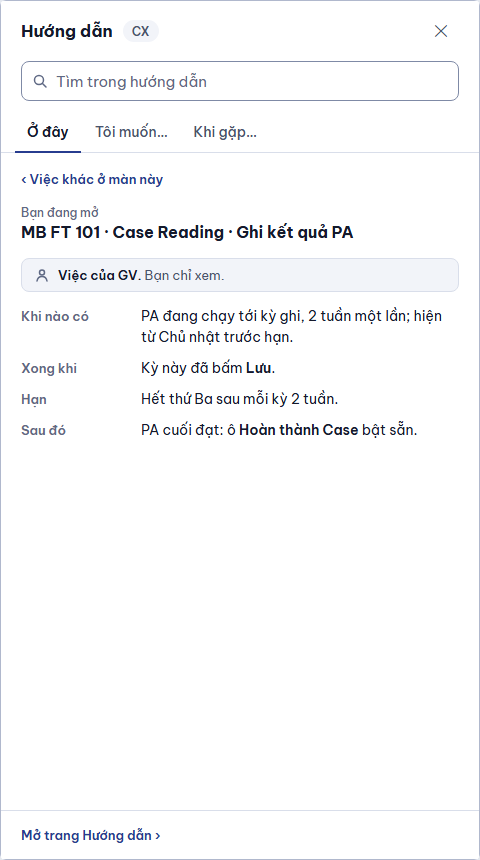 Hướng dẫn CX
Tìm trong hướng dẫn
Ở đây Tôi muốn... Khi gặp...
‹ Việc khác ở màn này
Bạn đang mở
MB FT 101 · Case Reading · Ghi kết quả PA
Việc của GV. Bạn chỉ xem.
Khi nào có PA đang chạy tới kỳ ghi, 2 tuần một lần; hiện
từ Chủ nhật trước hạn.
Xong khi Kỳ này đã bấm Lưu.
Hạn Hết thứ Ba sau mỗi kỳ 2 tuần.
Sau đó PA cuối đạt: ô Hoàn thành Case bật sẵn.
Mở trang Hướng dẫn ›